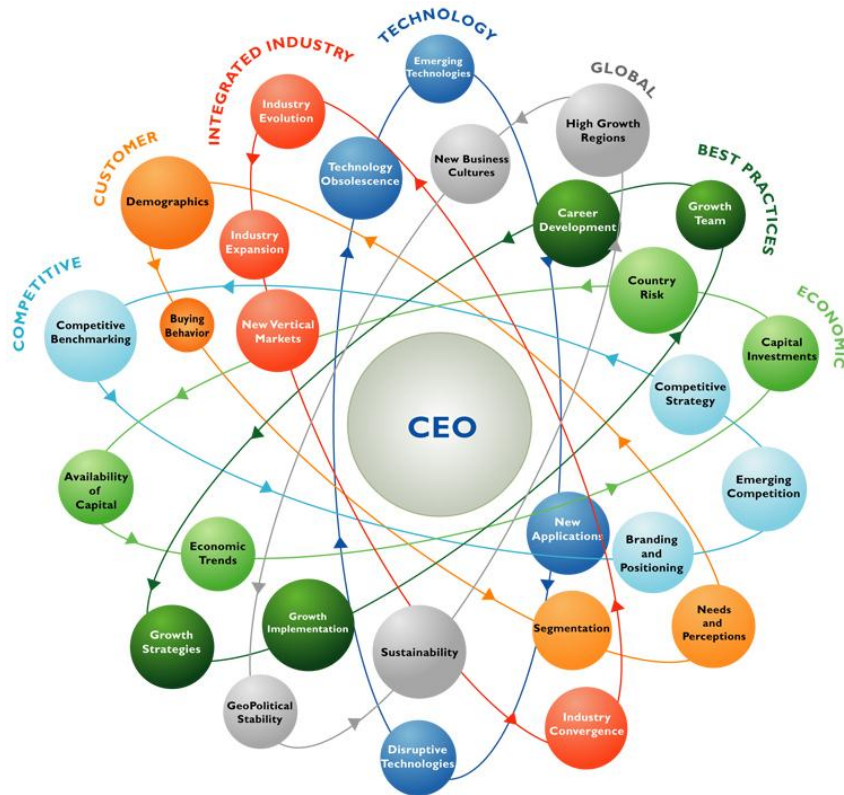 TECHNOLOGY
INTEGRATED INDUSTRY
GLOBAL
CUSTOMER
BEST PRACTICES
COMPETITIVE
ECONOMIC
Emerging
Technologies
Industry
Evolution
High Growth
Regions
New Business
Cultures
Technology
Obsolescence
Demographics
Career
Development
Growth
Team
Industry
Expansion
Country
Risk
Competitive
Benchmarking
Buying
Behavior
New Vertical
Markets
Capital
Investments
Competitive
Strategy
CEO
Availability
of
Capital
Emerging
Competition
New
Applications
Economic
Trends
Branding
and
Positioning
Growth
Strategies
Growth
Implementation
Sustainability
Segmentation
Needs
and
Perceptions
GeoPolitical
Stability
Industry
Convergence
Disruptive
Technologies